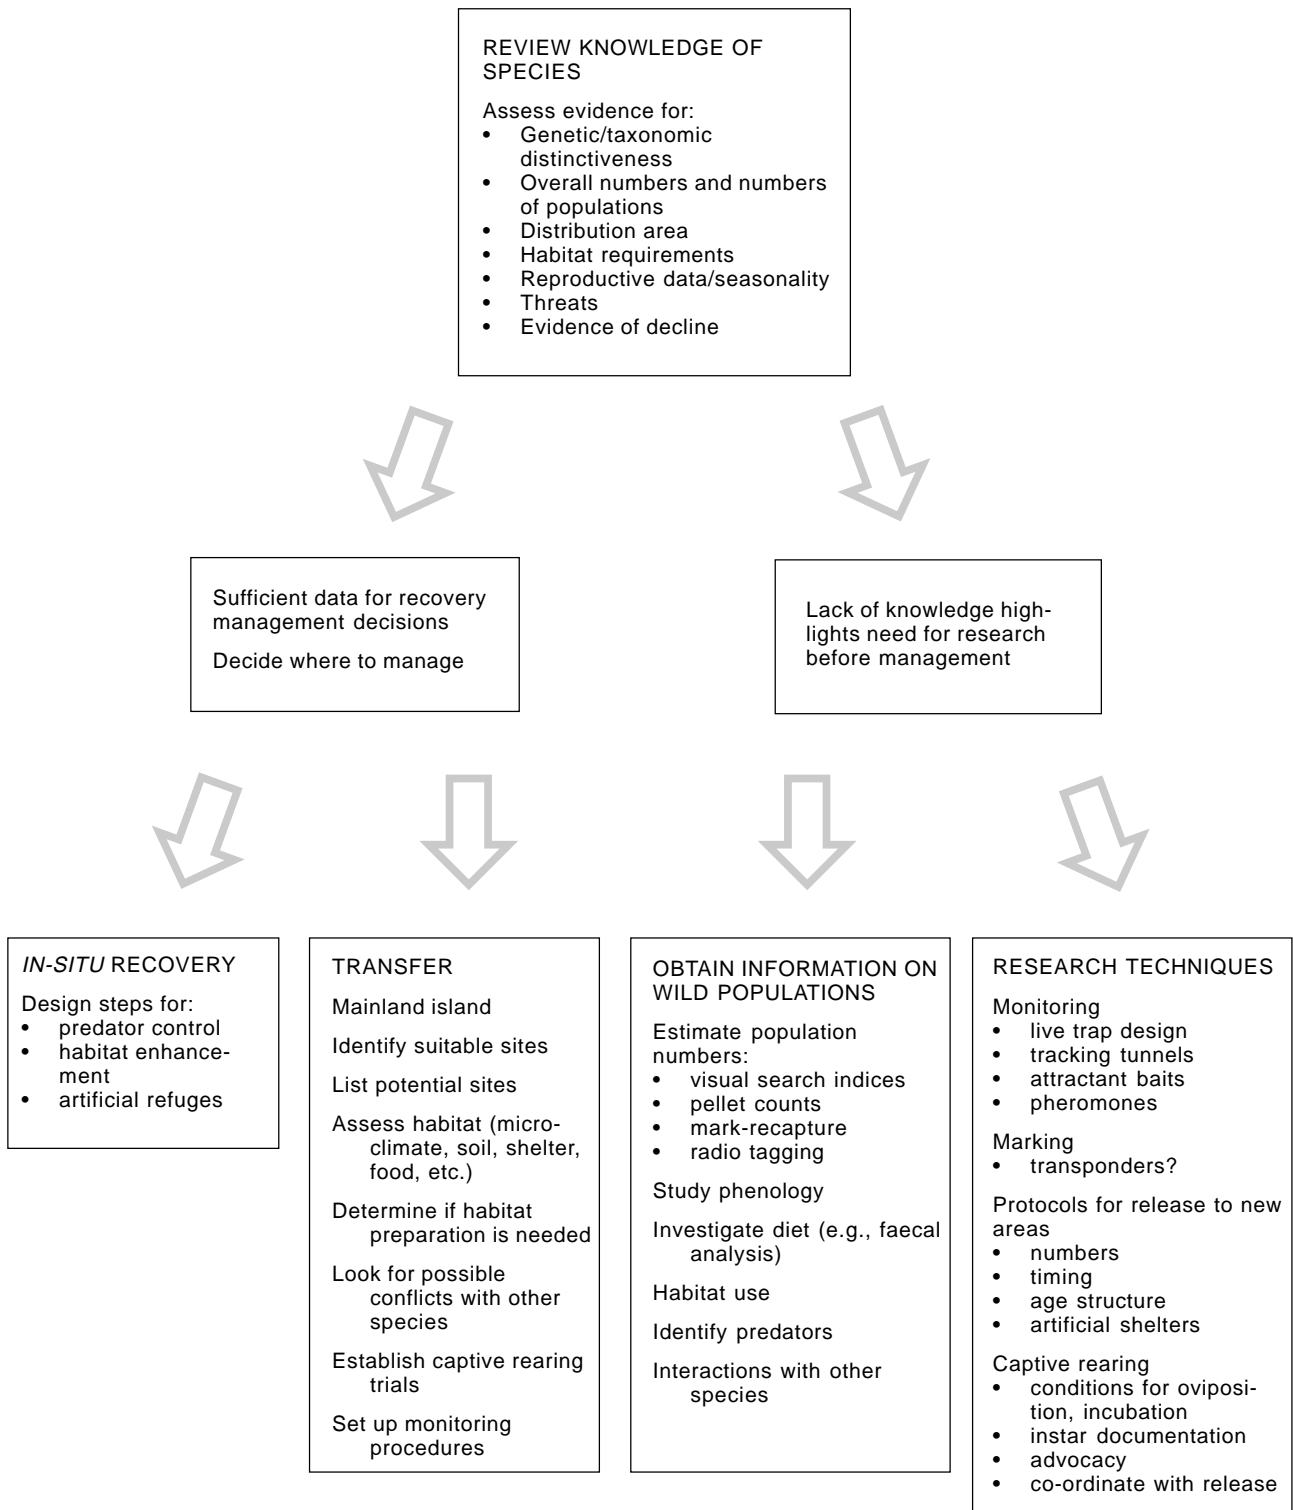 REVIEW KNOWLEDGE OF
SPECIES
Assess evidence for:
• Genetic/taxonomic
distinctiveness
• Overall numbers and numbers
of populations
• Distribution area
• Habitat requirements
• Reproductive data/seasonality
• Threats
• Evidence of decline
Sufficient data for recovery
management decisions
Decide where to manage
Lack of knowledge high-
lights need for research
before management
IN-SITU RECOVERY
Design steps for:
• predator control
• habitat enhance-
ment
• artificial refuges
TRANSFER
Mainland island
Identify suitable sites
List potential sites
Assess habitat (micro-
climate, soil, shelter,
food, etc.)
Determine if habitat
preparation is needed
Look for possible
conflicts with other
species
Establish captive rearing
trials
Set up monitoring
procedures
OBTAIN INFORMATION ON
WILD POPULATIONS
Estimate population
numbers:
• visual search indices
• pellet counts
• mark-recapture
• radio tagging
Study phenology
Investigate diet (e.g., faecal
analysis)
Habitat use
Identify predators
Interactions with other
species
RESEARCH TECHNIQUES
Monitoring
• live trap design
• tracking tunnels
• attractant baits
• pheromones
Marking
• transponders?
Protocols for release to new
areas
• numbers
• timing
• age structure
• artificial shelters
Captive rearing
• conditions for oviposi-
tion, incubation
• instar documentation
• advocacy
• co-ordinate with release